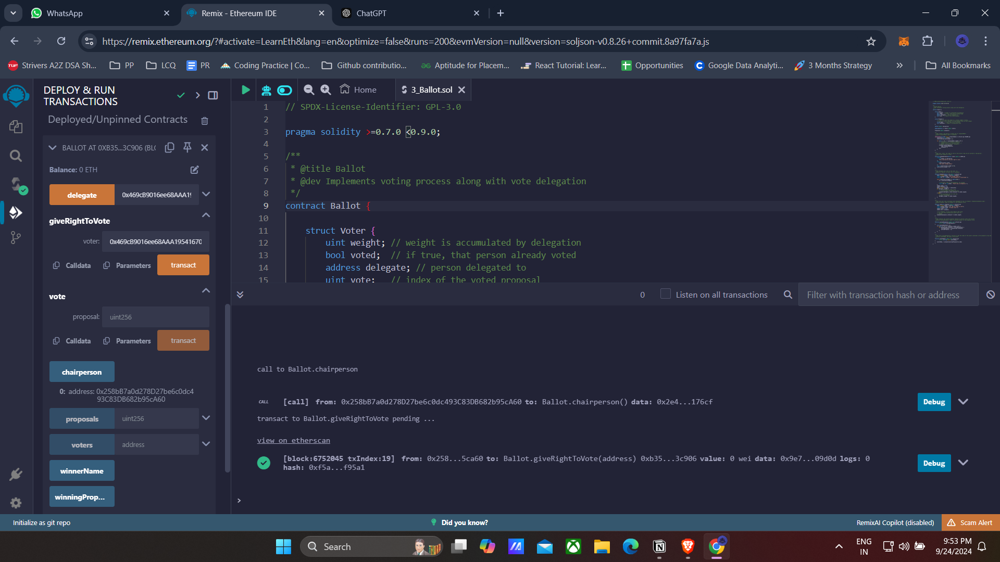 WhatsApp
Remix - Ethereum IDE
ChatGPT
https://remix.ethereum.org/?#activate=LearnEth&lang=en&optimize=false&runs=200&evmVersion=null&version=soljson-v0.8.26+commit.8a97fa7a.js
TUF Strivers A2Z DSA Sh...
PP
LCQ
PR
Coding Practice | Co...
Github contributio...
Aptitude for Placem...
React Tutorial: Lear...
Opportunities
Google Data Analyti...
3 Months Strategy
All Bookmarks
DEPLOY & RUN
TRANSACTIONS
Deployed/Unpinned Contracts
BALLOT AT 0XB35...3C906 (BLO
Balance: 0 ETH
delegate 0x469cB9016ee68AAA19
giveRightToVote
voter: 0x469cB9016ee68AAA19541670
Calldata Parameters transact
vote
proposal: uint256
Calldata Parameters transact
chairperson
0: address: 0x258bB7a0d278D27be6c0dc4
93C83DB682b95cA60
proposals uint256
voters address
winnerName
winningProp...
Home
3_Ballot.sol
1 // SPDX-License-Identifier: GPL-3.0
2
3 pragma solidity >=0.7.0 <0.9.0;
4
5 /**
6 * @title Ballot
7 * @dev Implements voting process along with vote delegation
8 */
9 contract Ballot {
10
11 struct Voter {
12 uint weight; // weight is accumulated by delegation
13 bool voted; // if true, that person already voted
14 address delegate; // person delegated to
15 uint vote; // index of the voted proposal
0 Listen on all transactions
Filter with transaction hash or address
call to Ballot.chairperson
CALL [call] from: 0x258bB7a0d278D27be6c0dc493C83DB682b95cA60 to: Ballot.chairperson() data: 0x2e4...176cf
Debug
transact to Ballot.giveRightToVote pending ...
view on etherscan
[block:6752045 txIndex:19] from: 0x258...5ca60 to: Ballot.giveRightToVote(address) 0xb35...3c906 value: 0 wei data: 0x9e7...09d0d logs: 0
hash: 0xf5a...f95a1
Debug
>
Initialize as git repo
Did you know?
RemixAI Copilot (disabled)
Scam Alert
Search
ENG
IN
9:53 PM
9/24/2024